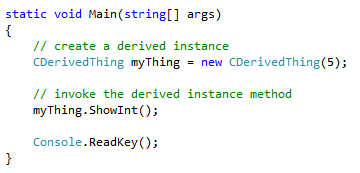 static void Main(string[] args)
{
    // create a derived instance
    CDerivedThing myThing = new CDerivedThing(5);

    // invoke the derived instance method
    myThing.ShowInt();

    Console.ReadKey();
}